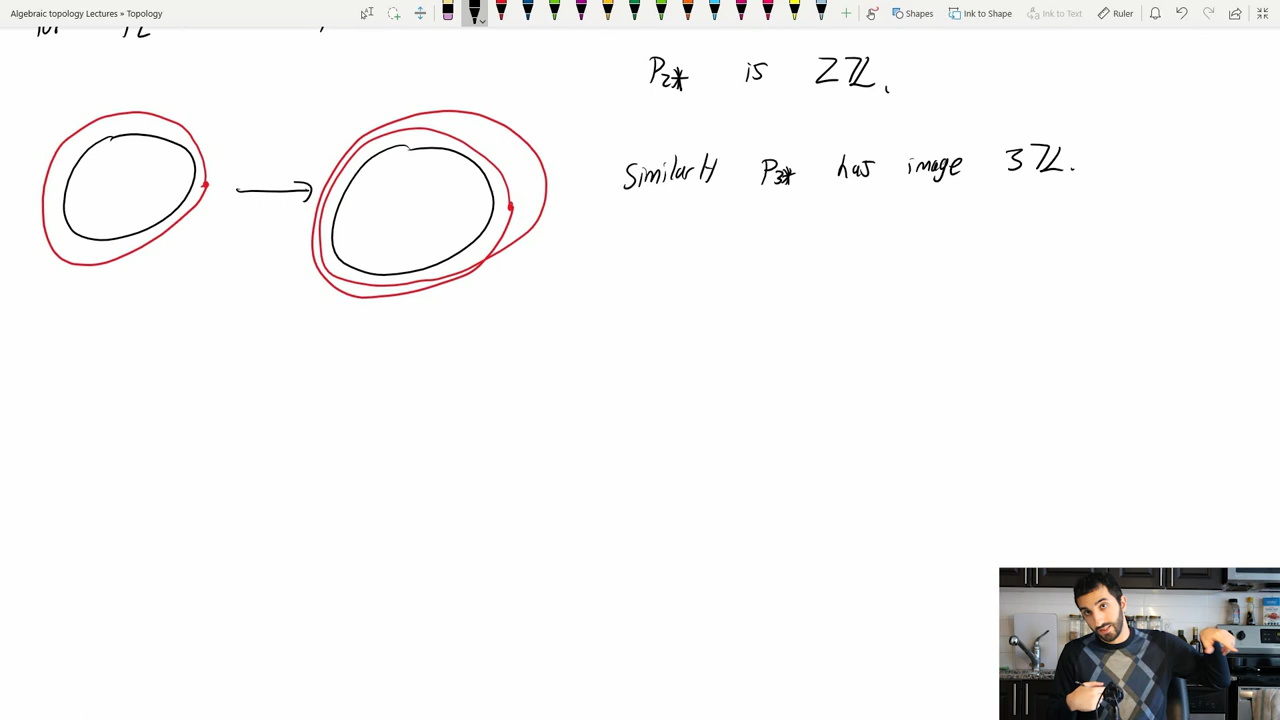 Algebraic topology Lectures » Topology
Shapes
Ink to Shape
Ink to Text
Ruler
P₂* is 2ℤ.
Similarly P₃* has image 3ℤ.